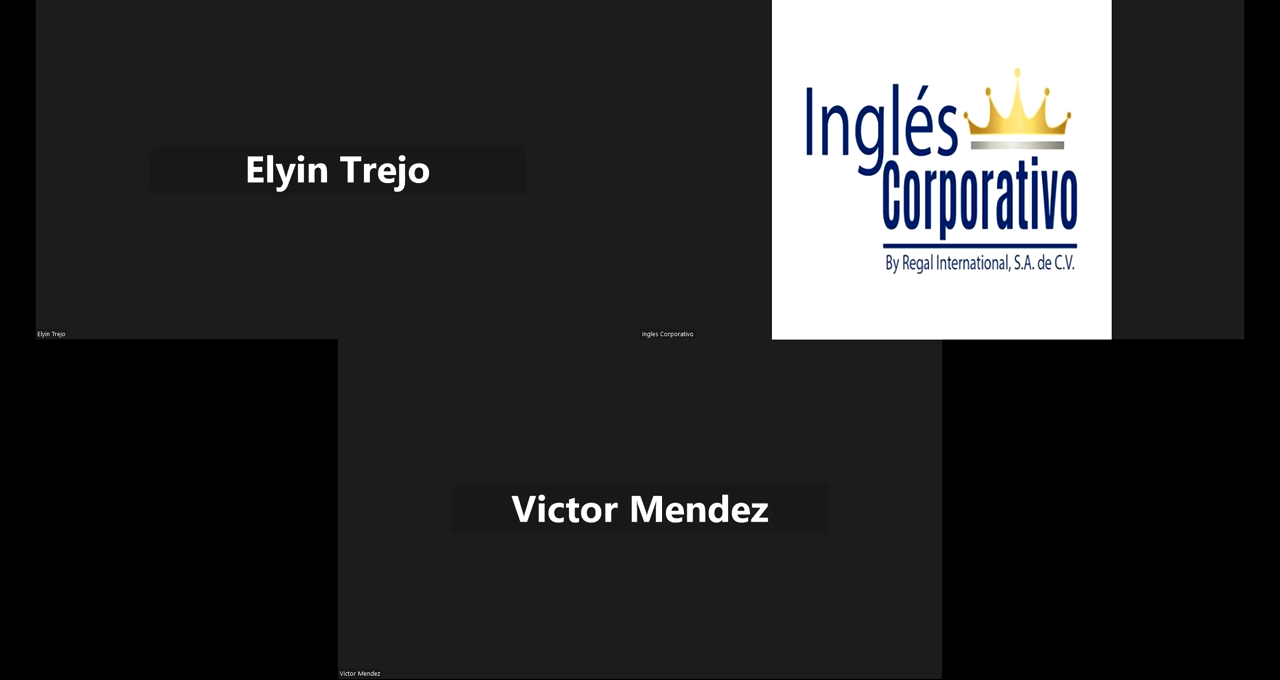 Elyin Trejo
Elyin Trejo
Inglés
Corporativo
By Regal International, S.A. de C.V.
Ingles Corporativo
Victor Mendez
Victor Mendez